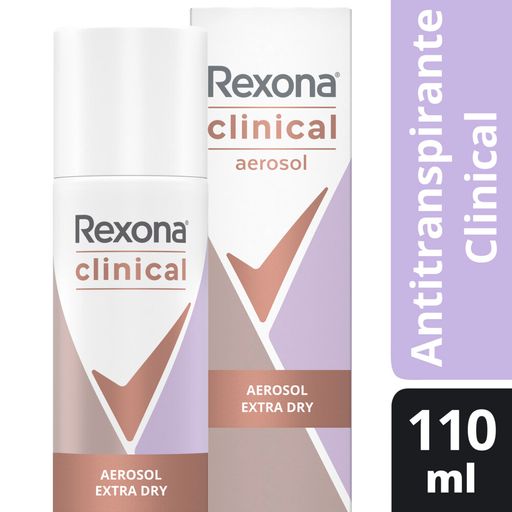 Rexona®
clinical
AEROSOL
EXTRA DRY
Rexona®
clinical
aerosol
AEROSOL
EXTRA DRY
Antitranspirante
Clinical
110
ml